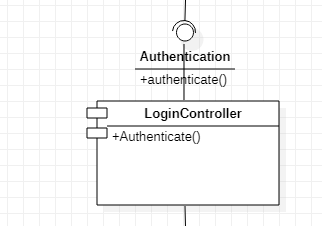 Authentication
+authenticate()
LoginController
+Authenticate()